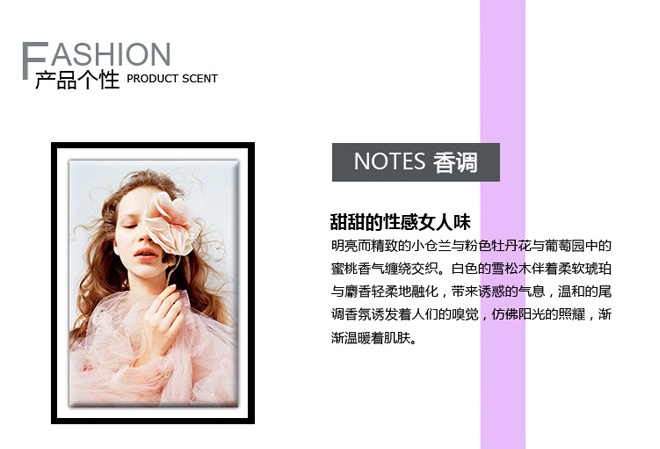 FASHION
产品个性 PRODUCT SCENT
NOTES 香调
甜甜的性感女人味
明亮而精致的小仓兰与粉色牡丹花与葡萄园中的
蜜桃香气缠绕交织。白色的雪松木伴着柔软琥珀
与麝香轻柔地融化，带来诱惑的气息，温和的尾
调香氛诱发着人们的嗅觉，仿佛阳光的照耀，渐
渐温暖着肌肤。